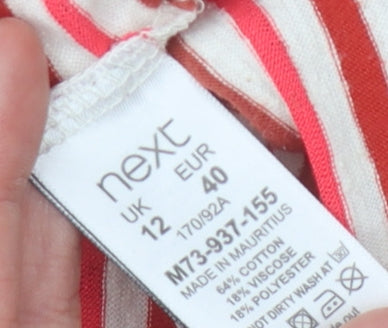 next
UK EUR
12 40
170/92A
M73-937-155
MADE IN MAURITIUS
64% COTTON
18% VISCOSE
18% POLYESTER
DIRTY WASH AT